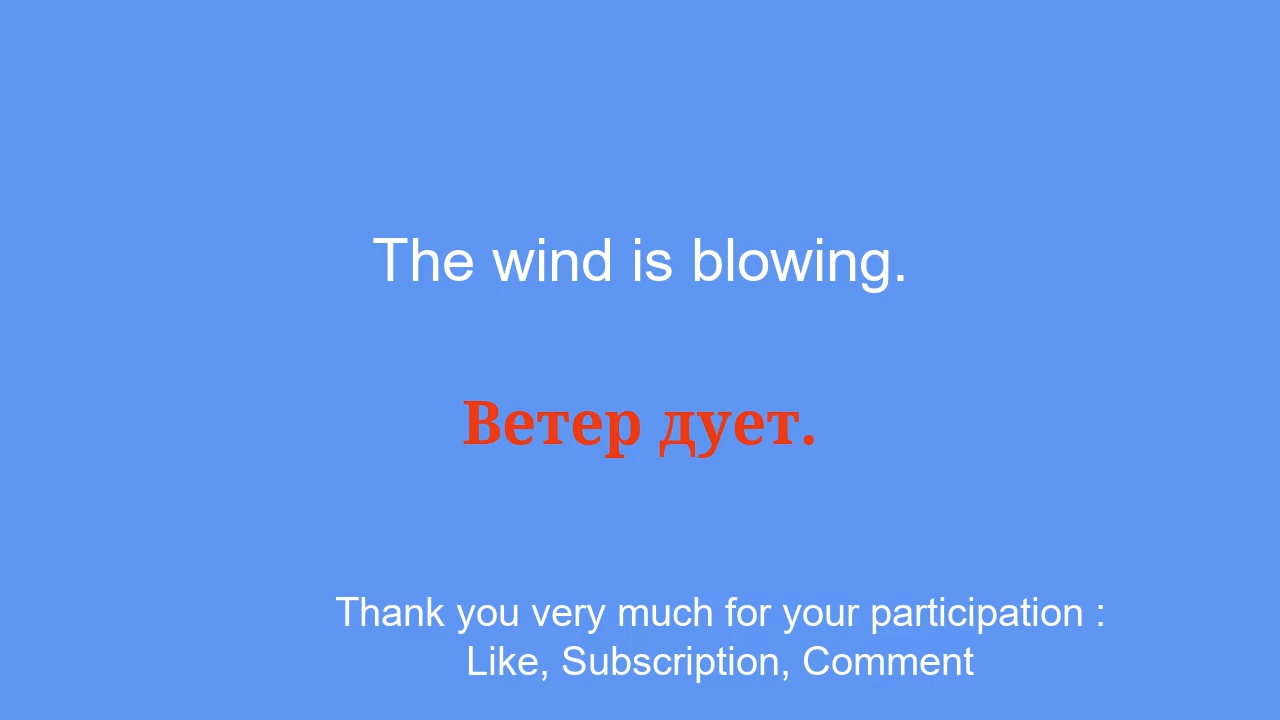 The wind is blowing.
Ветер дует.
Thank you very much for your participation :
Like, Subscription, Comment